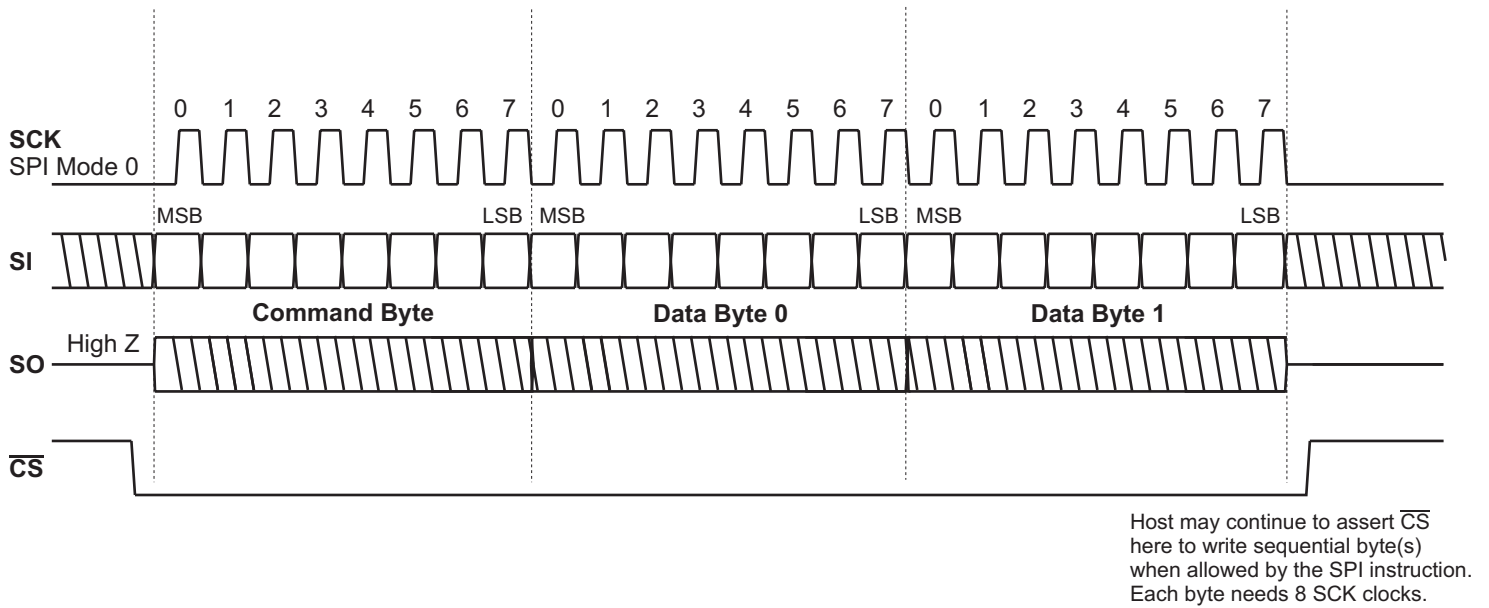 0 1 2 3 4 5 6 7 0 1 2 3 4 5 6 7 0 1 2 3 4 5 6 7
SCK
SPI Mode 0
MSB LSB MSB LSB MSB LSB
SI
Command Byte Data Byte 0 Data Byte 1
High Z
SO
C̅S̅
Host may continue to assert C̅S̅
here to write sequential byte(s)
when allowed by the SPI instruction.
Each byte needs 8 SCK clocks.